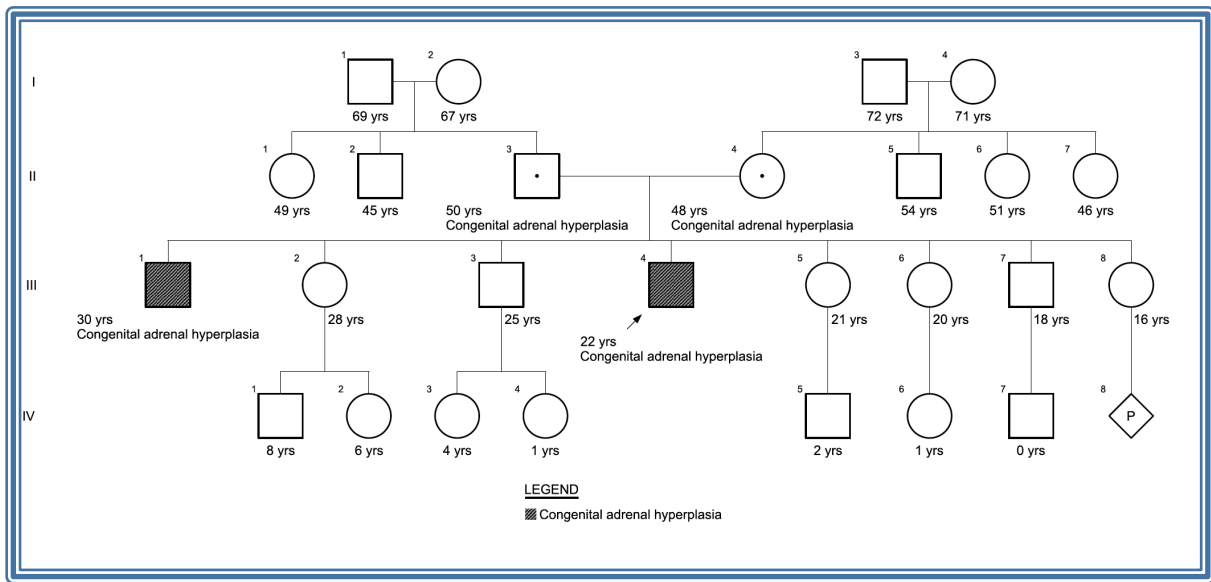 I
1 2 3 4
69 yrs 67 yrs 72 yrs 71 yrs
II
1 2 3 4 5 6 7
49 yrs 45 yrs 50 yrs 48 yrs 54 yrs 51 yrs 46 yrs
Congenital adrenal hyperplasia Congenital adrenal hyperplasia
III
1 2 3 4 5 6 7 8
30 yrs 28 yrs 25 yrs 22 yrs 21 yrs 20 yrs 18 yrs 16 yrs
Congenital adrenal hyperplasia Congenital adrenal hyperplasia
IV
1 2 3 4 5 6 7 8
P
8 yrs 6 yrs 4 yrs 1 yrs 2 yrs 1 yrs 0 yrs
LEGEND
Congenital adrenal hyperplasia